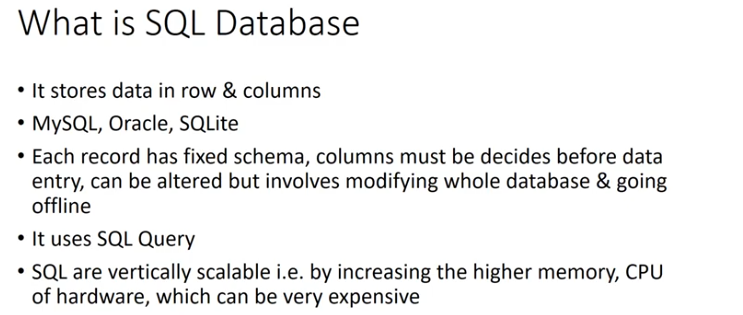 What is SQL Database
• It stores data in row & columns
• MySQL, Oracle, SQLite
• Each record has fixed schema, columns must be decides before data
entry, can be altered but involves modifying whole database & going
offline
• It uses SQL Query
• SQL are vertically scalable i.e. by increasing the higher memory, CPU
of hardware, which can be very expensive